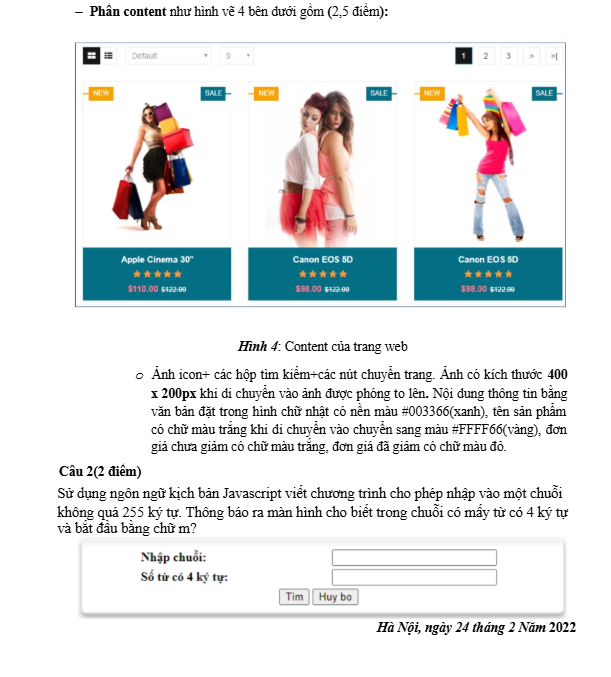 – Phần content như hình vẽ 4 bên dưới gồm (2,5 điểm):
Default 9 1 2 3 > >|
NEW SALE NEW SALE NEW SALE
Apple Cinema 30" Canon EOS 5D Canon EOS 5D
$110.00 $122.00 $98.00 $122.00 $98.00 $122.00
Hình 4: Content của trang web
o Ảnh icon+ các hộp tìm kiếm+các nút chuyển trang. Ảnh có kích thước 400
x 200px khi di chuyển vào ảnh được phóng to lên. Nội dung thông tin bằng
văn bản đặt trong hình chữ nhật có nền màu #003366(xanh), tên sản phẩm
có chữ màu trắng khi di chuyển vào chuyển sang màu #FFFF66(vàng), đơn
giá chưa giảm có chữ màu trắng, đơn giá đã giảm có chữ màu đỏ.
Câu 2(2 điểm)
Sử dụng ngôn ngữ kịch bản Javascript viết chương trình cho phép nhập vào một chuỗi
không quá 255 ký tự. Thông báo ra màn hình cho biết trong chuỗi có mấy từ có 4 ký tự
và bắt đầu bằng chữ m?
Nhập chuỗi:
Số từ có 4 ký tự:
Tim Huy bo
Hà Nội, ngày 24 tháng 2 Năm 2022